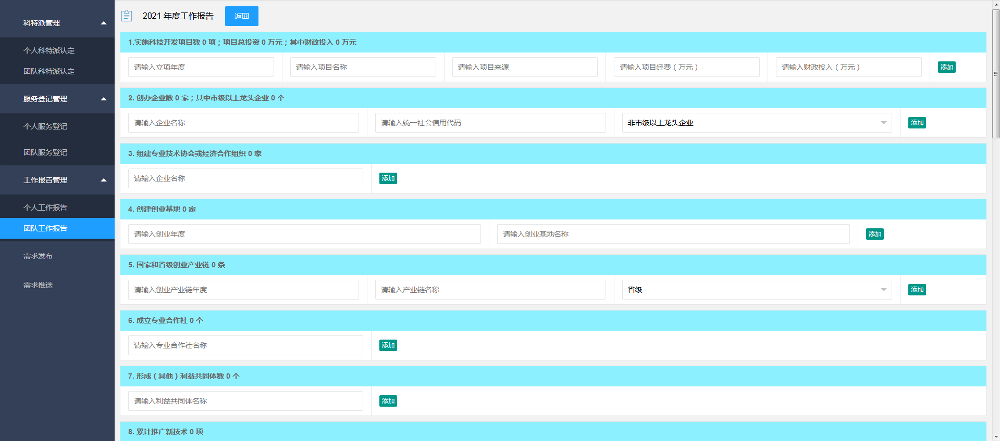 科特派管理
个人科特派认定
团队科特派认定
服务登记管理
个人服务登记
团队服务登记
工作报告管理
个人工作报告
团队工作报告
需求发布
需求推送
2021 年度工作报告 返回
1.实施科技开发项目数 0 项；项目总投资 0 万元；其中财政投入 0 万元
请输入立项年度 请输入项目名称 请输入项目来源 请输入项目经费（万元） 请输入财政投入（万元） 添加
2. 创办企业数 0 家；其中市级以上龙头企业 0 个
请输入企业名称 请输入统一社会信用代码 非市级以上龙头企业 添加
3. 组建专业技术协会或经济合作组织 0 家
请输入企业名称 添加
4. 创建创业基地 0 家
请输入创业年度 请输入创业基地名称 添加
5. 国家和省级创业产业链 0 条
请输入创业产业链年度 请输入产业链名称 省级 添加
6. 成立专业合作社 0 个
请输入专业合作社名称 添加
7. 形成（其他）利益共同体数 0 个
请输入利益共同体名称 添加
8. 累计推广新技术 0 项